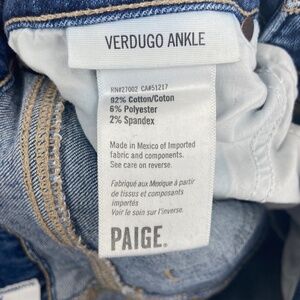 VERDUGO ANKLE
RN#27002 CA#51217
92% Cotton/Coton
6% Polyester
2% Spandex
Made in Mexico of Imported
fabric and components.
See care on reverse.
Fabriqué aux Mexique à partir
de tissus et composants
importés
Voir le soin sur l'inverse.
PAIGE.